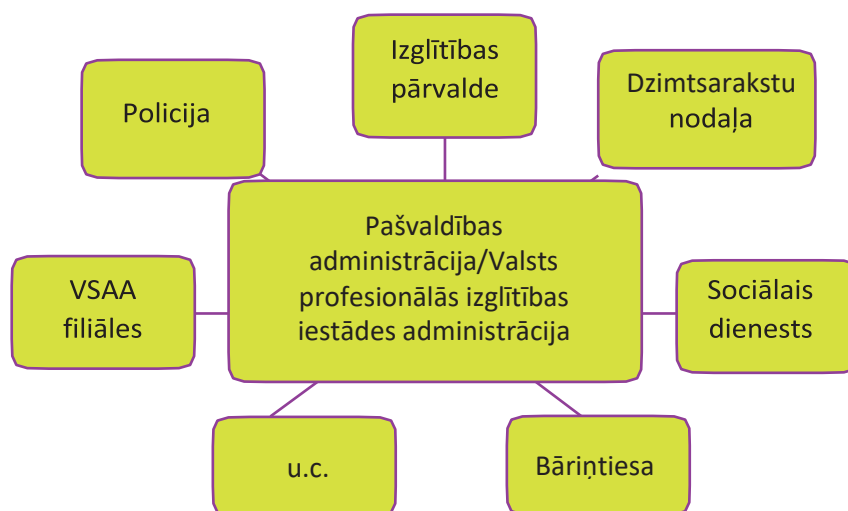 Izglītības
pārvalde
Policija
Dzimtsarakstu
nodaļa
Pašvaldības
administrācija/Valsts
profesionālās izglītības
iestādes administrācija
VSAA
filiāles
Sociālais
dienests
u.c.
Bāriņtiesa